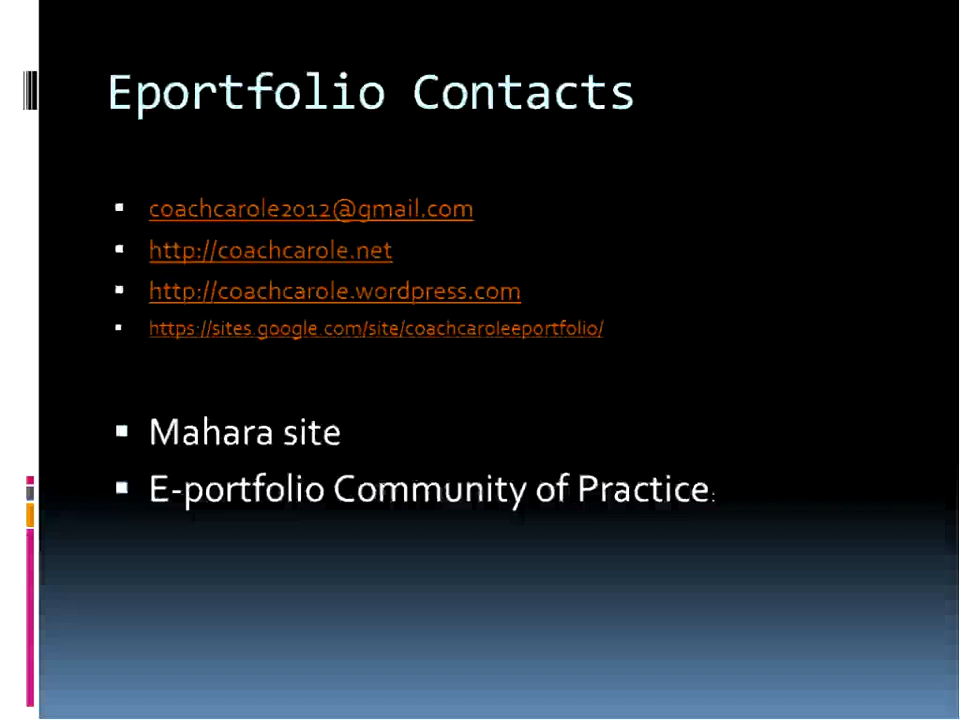 Eportfolio Contacts
coachcarole2012@gmail.com
http://coachcarole.net
http://coachcarole.wordpress.com
https://sites.google.com/site/coachcaroleeportfolio/
Mahara site
E-portfolio Community of Practice: